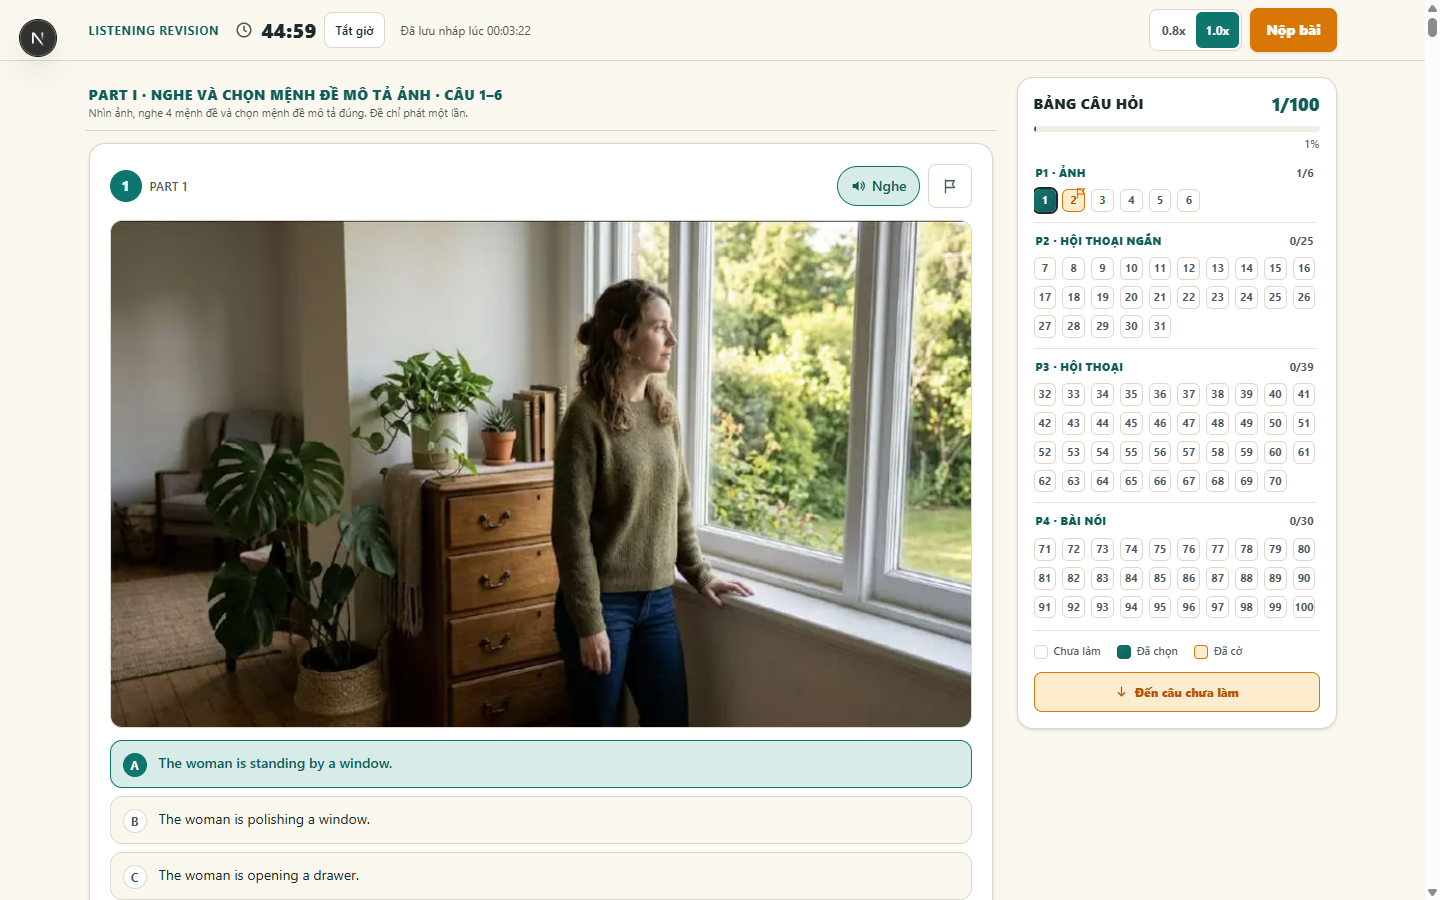 N
LISTENING REVISION
44:59
Tắt giờ
Đã lưu nháp lúc 00:03:22
0.8x
1.0x
Nộp bài
PART I · NGHE VÀ CHỌN MỆNH ĐỀ MÔ TẢ ẢNH · CÂU 1–6
Nhìn ảnh, nghe 4 mệnh đề và chọn mệnh đề mô tả đúng. Đề chỉ phát một lần.
1 PART 1
Nghe
A The woman is standing by a window.
B The woman is polishing a window.
C The woman is opening a drawer.
BẢNG CÂU HỎI 1/100
1%
P1 · ẢNH 1/6
1 2 3 4 5 6
P2 · HỘI THOẠI NGẮN 0/25
7 8 9 10 11 12 13 14 15 16
17 18 19 20 21 22 23 24 25 26
27 28 29 30 31
P3 · HỘI THOẠI 0/39
32 33 34 35 36 37 38 39 40 41
42 43 44 45 46 47 48 49 50 51
52 53 54 55 56 57 58 59 60 61
62 63 64 65 66 67 68 69 70
P4 · BÀI NÓI 0/30
71 72 73 74 75 76 77 78 79 80
81 82 83 84 85 86 87 88 89 90
91 92 93 94 95 96 97 98 99 100
Chưa làm Đã chọn Đã cờ
↓ Đến câu chưa làm